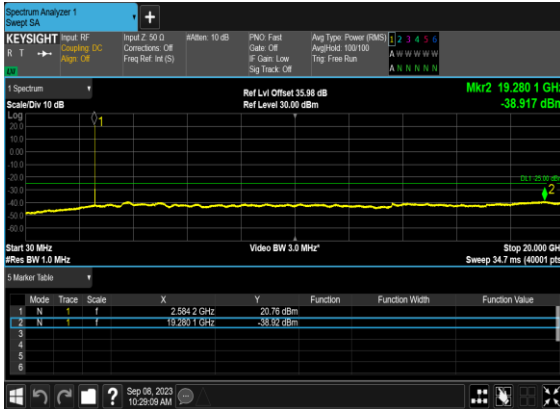 Spectrum Analyzer 1
Swept SA
+
KEYSIGHT Input: RF Input Z: 50 Ω #Atten: 10 dB PNO: Fast Avg Type: Power (RMS) 1 2 3 4 5 6
R T Coupling: DC Corrections: Off Gate: Off Avg|Hold: 100/100 A W W W W W
Align: Off Freq Ref: Int (S) IF Gain: Low Trig: Free Run
Sig Track: Off A N N N N N
1 Spectrum
Scale/Div 10 dB Ref Lvl Offset 35.98 dB Mkr2 19.280 1 GHz
Ref Level 30.00 dBm -38.917 dBm
Log
20.0
10.0
0.00
-10.0
-20.0
-30.0
-40.0
-50.0
-60.0
1
DL1 -25.00 dBm
2
Start 30 MHz Video BW 3.0 MHz* Stop 20.000 GHz
#Res BW 1.0 MHz Sweep 34.7 ms (40001 pts)
5 Marker Table
Mode Trace Scale X Y Function Function Width Function Value
1 N 1 f 2.584 2 GHz 20.76 dBm
2 N 1 f 19.280 1 GHz -38.92 dBm
3
4
5
6
? Sep 08, 2023
10:29:09 AM